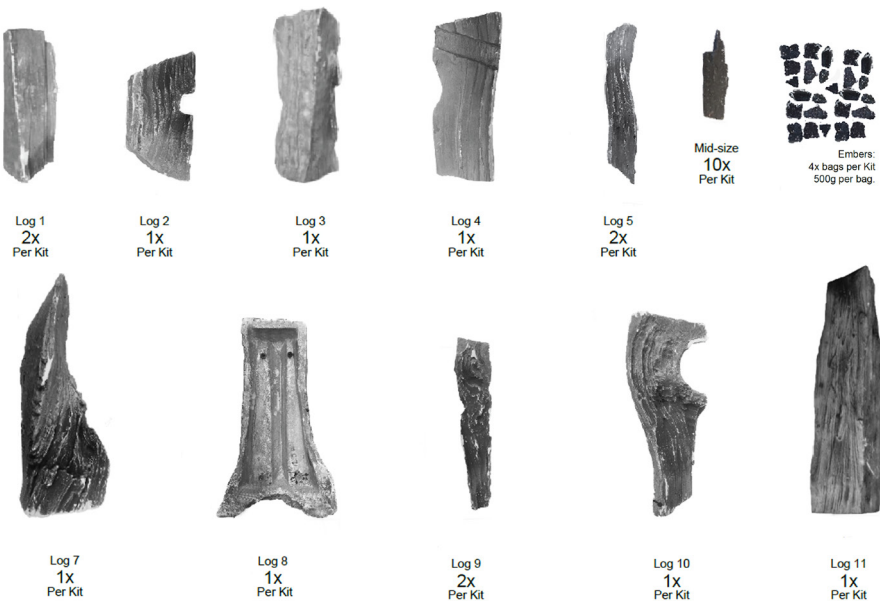 Mid-size
10x
Per Kit
Embers:
4x bags per Kit
500g per bag.
Log 1
2x
Per Kit
Log 2
1x
Per Kit
Log 3
1x
Per Kit
Log 4
1x
Per Kit
Log 5
2x
Per Kit
Log 7
1x
Per Kit
Log 8
1x
Per Kit
Log 9
2x
Per Kit
Log 10
1x
Per Kit
Log 11
1x
Per Kit